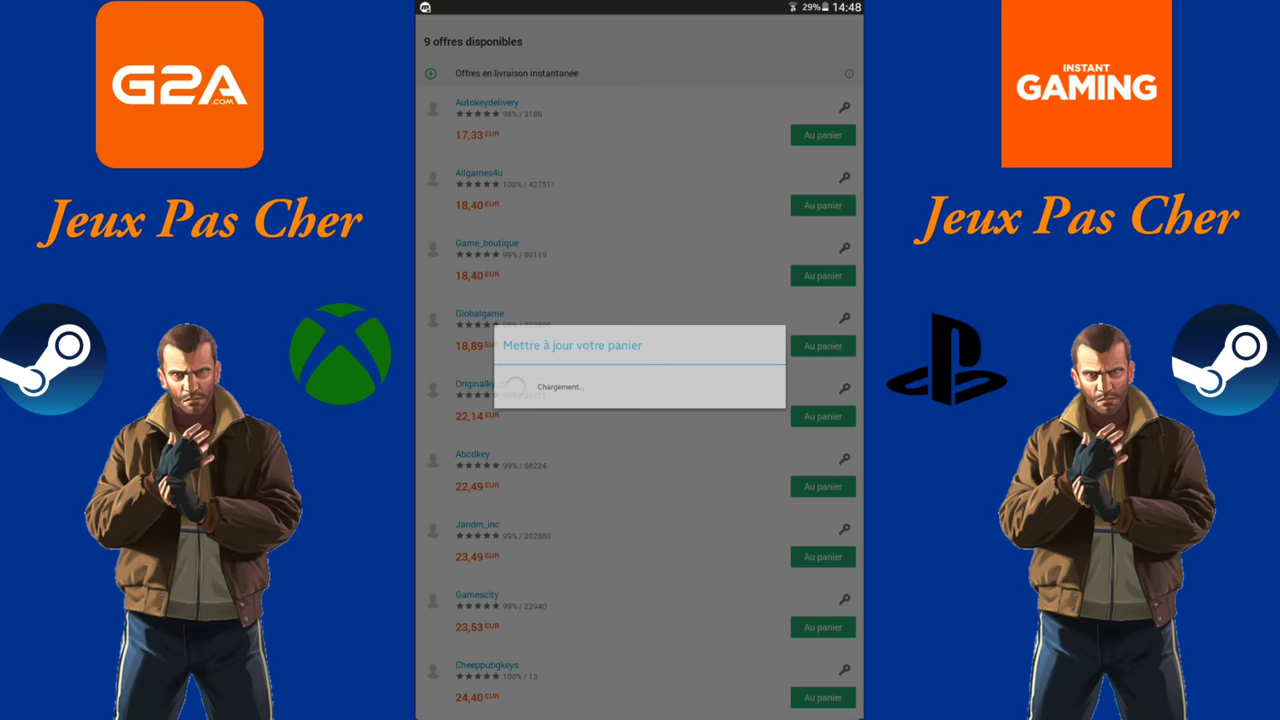 G2A
.COM
Jeux Pas Cher
29% 14:48
9 offres disponibles
Offres en livraison instantanée
Autokeydelivery
98% / 3186
17,33 EUR
Au panier
Allgames4u
100% / 427511
18,40 EUR
Au panier
Game_boutique
99% / 80119
18,40 EUR
Au panier
Globalgame
18,89 EUR
Au panier
Mettre à jour votre panier
Chargement...
22,14 EUR
Au panier
Abcdkey
99% / 68224
22,49 EUR
Au panier
Jandm_inc
99% / 202880
23,49 EUR
Au panier
Gamescity
99% / 22940
23,53 EUR
Au panier
Cheeppubgkeys
100% / 13
24,40 EUR
Au panier
INSTANT
GAMING
Jeux Pas Cher